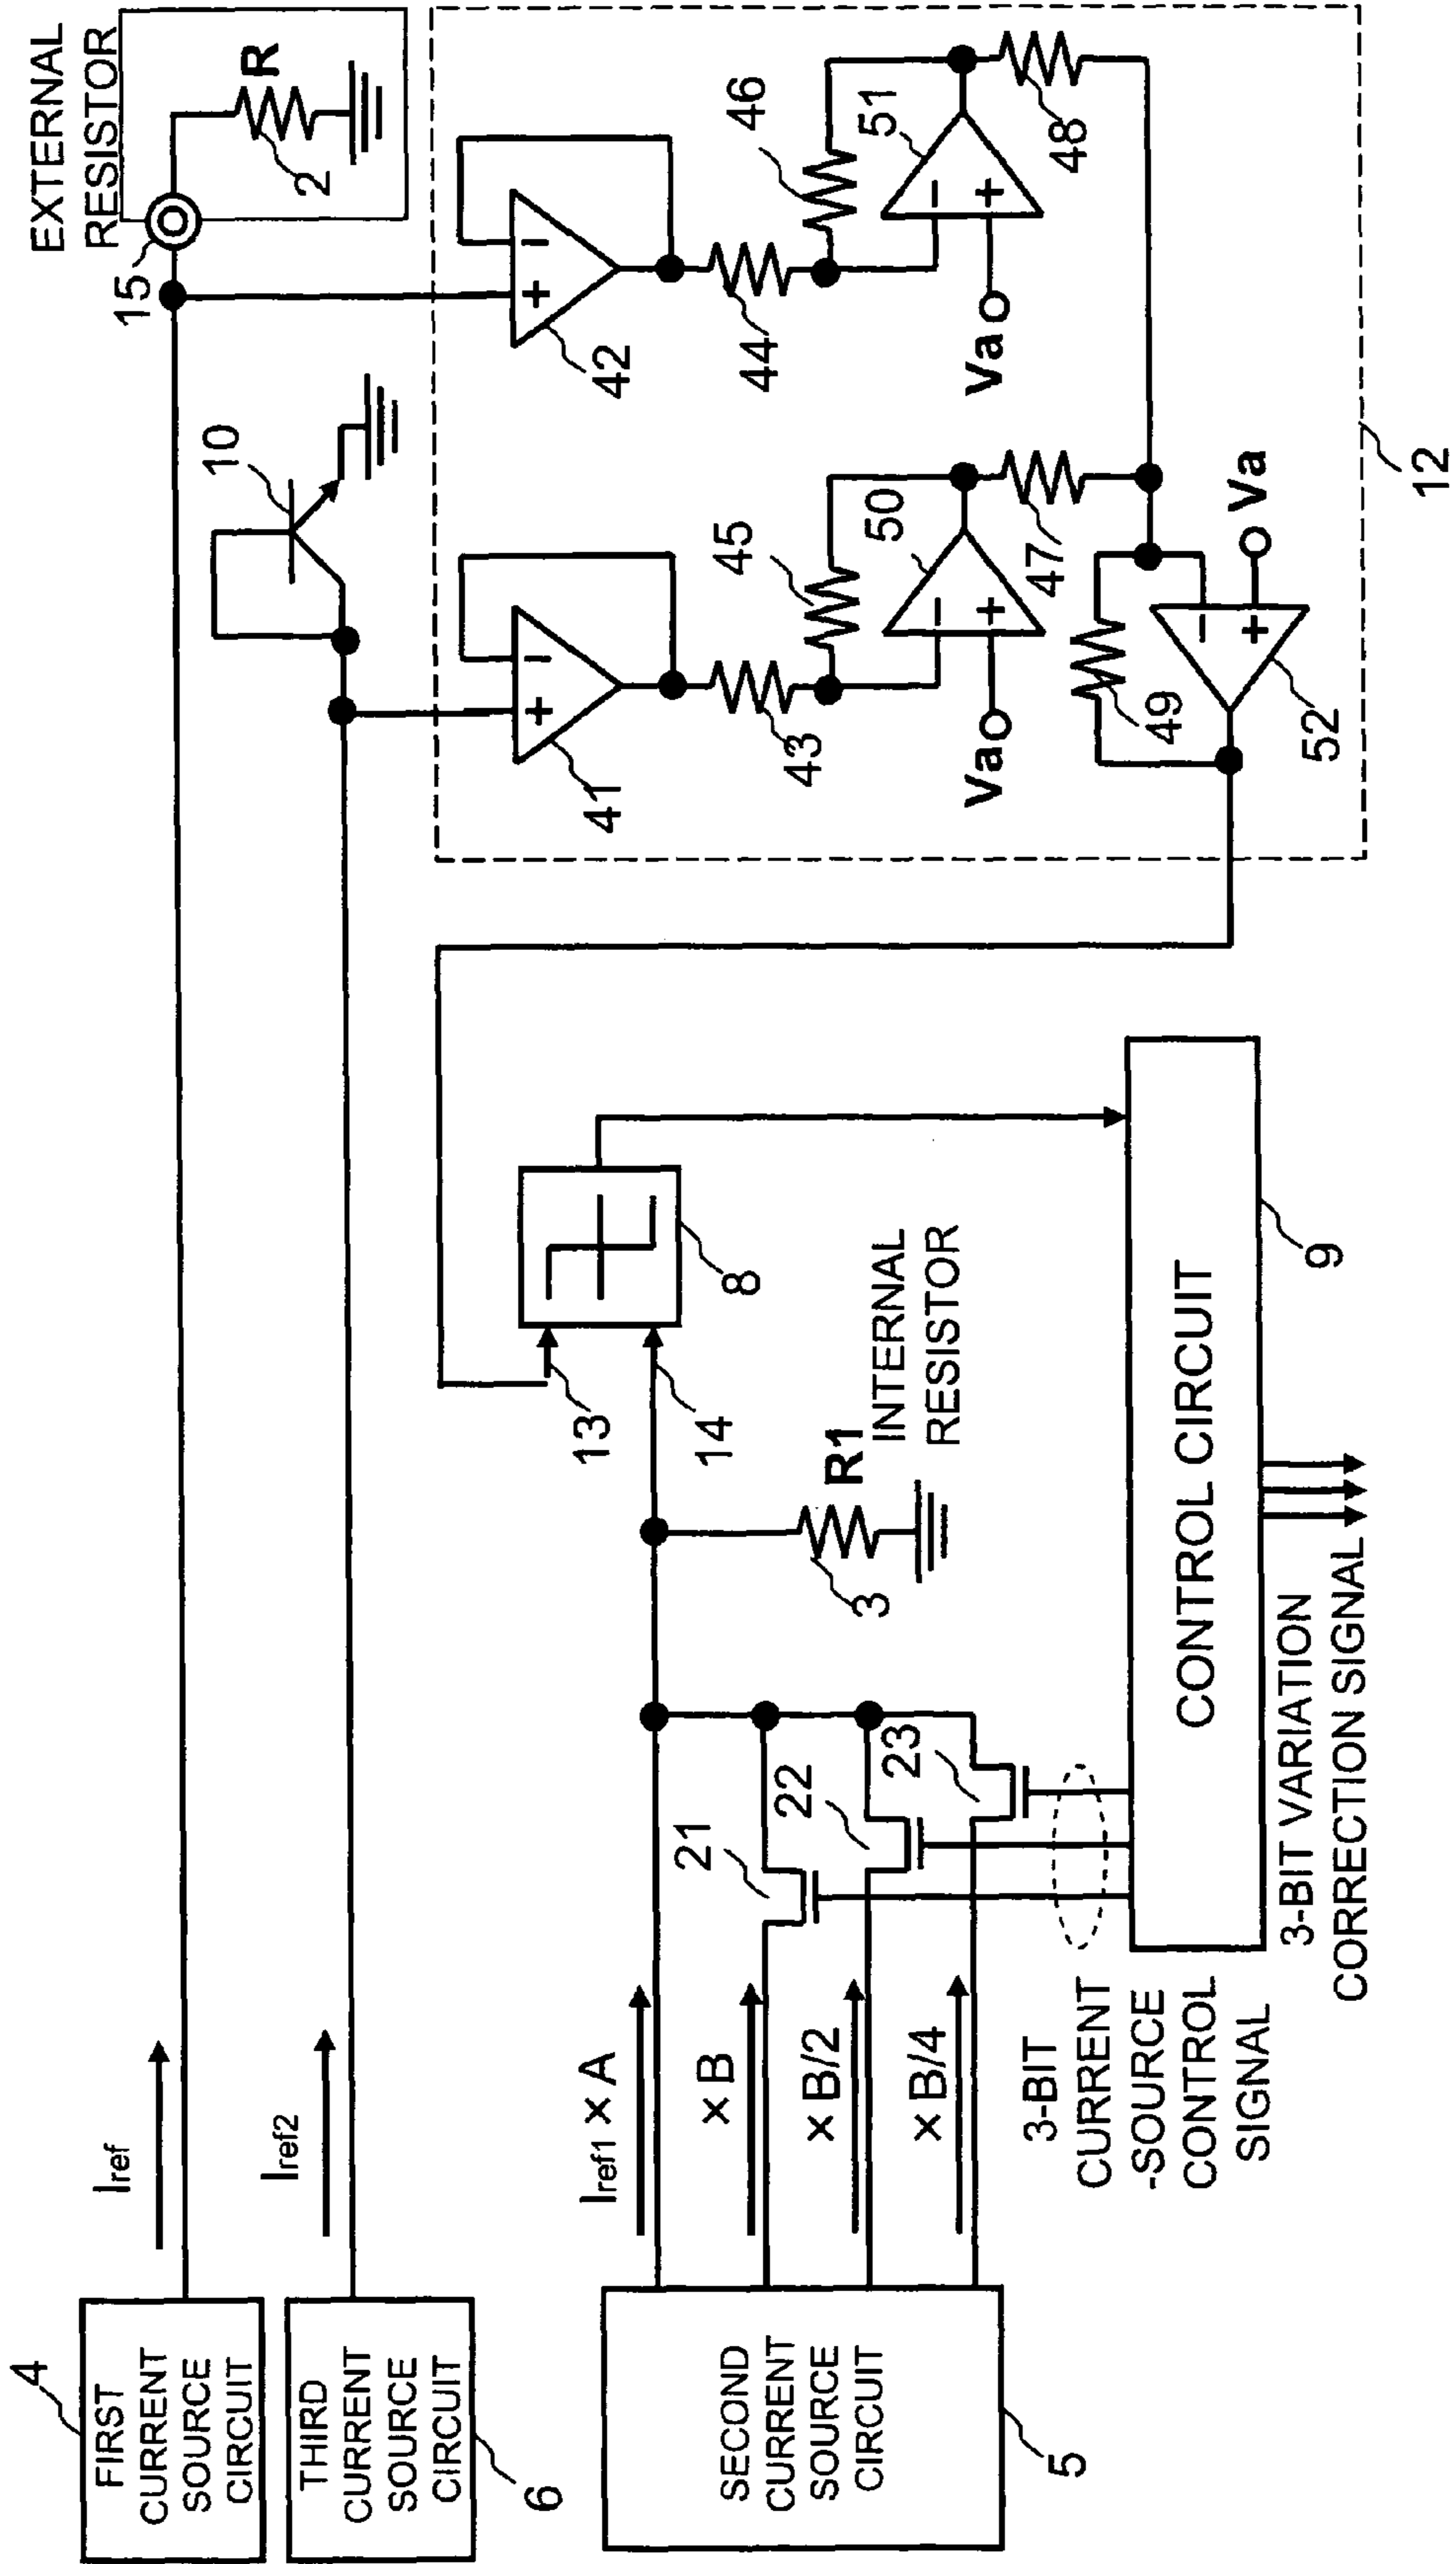 4
FIRST
CURRENT
SOURCE
CIRCUIT
THIRD
CURRENT
SOURCE
CIRCUIT
6
SECOND
CURRENT
SOURCE
CIRCUIT
5
Iref
Iref2
Iref1 × A
× B
× B/2
× B/4
3-BIT
CURRENT
-SOURCE
CONTROL
SIGNAL
21
22
23
3
R1
INTERNAL
RESISTOR
13
14
8
CONTROL CIRCUIT
9
3-BIT VARIATION
CORRECTION SIGNAL
10
15
EXTERNAL
RESISTOR
R
2
41
42
43
44
45
46
50
51
47
48
Va
Va
49
52
Va
12